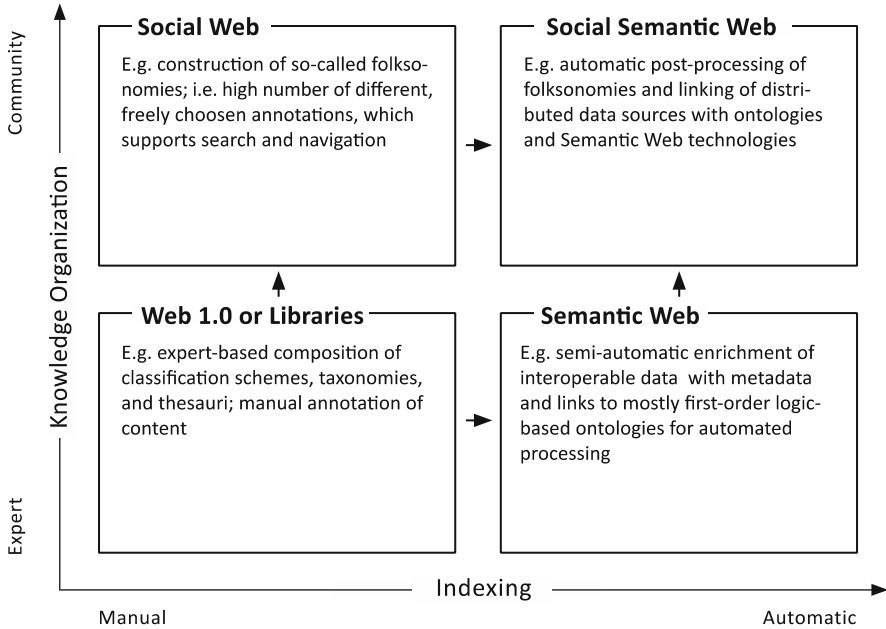 Community
Knowledge Organization
Expert
Social Web
E.g. construction of so-called folkso-
nomies; i.e. high number of different,
freely choosen annotations, which
supports search and navigation
Social Semantic Web
E.g. automatic post-processing of
folksonomies and linking of distri-
buted data sources with ontologies
and Semantic Web technologies
Web 1.0 or Libraries
E.g. expert-based composition of
classification schemes, taxonomies,
and thesauri; manual annotation of
content
Semantic Web
E.g. semi-automatic enrichment of
interoperable data with metadata
and links to mostly first-order logic-
based ontologies for automated
processing
Indexing
Manual
Automatic